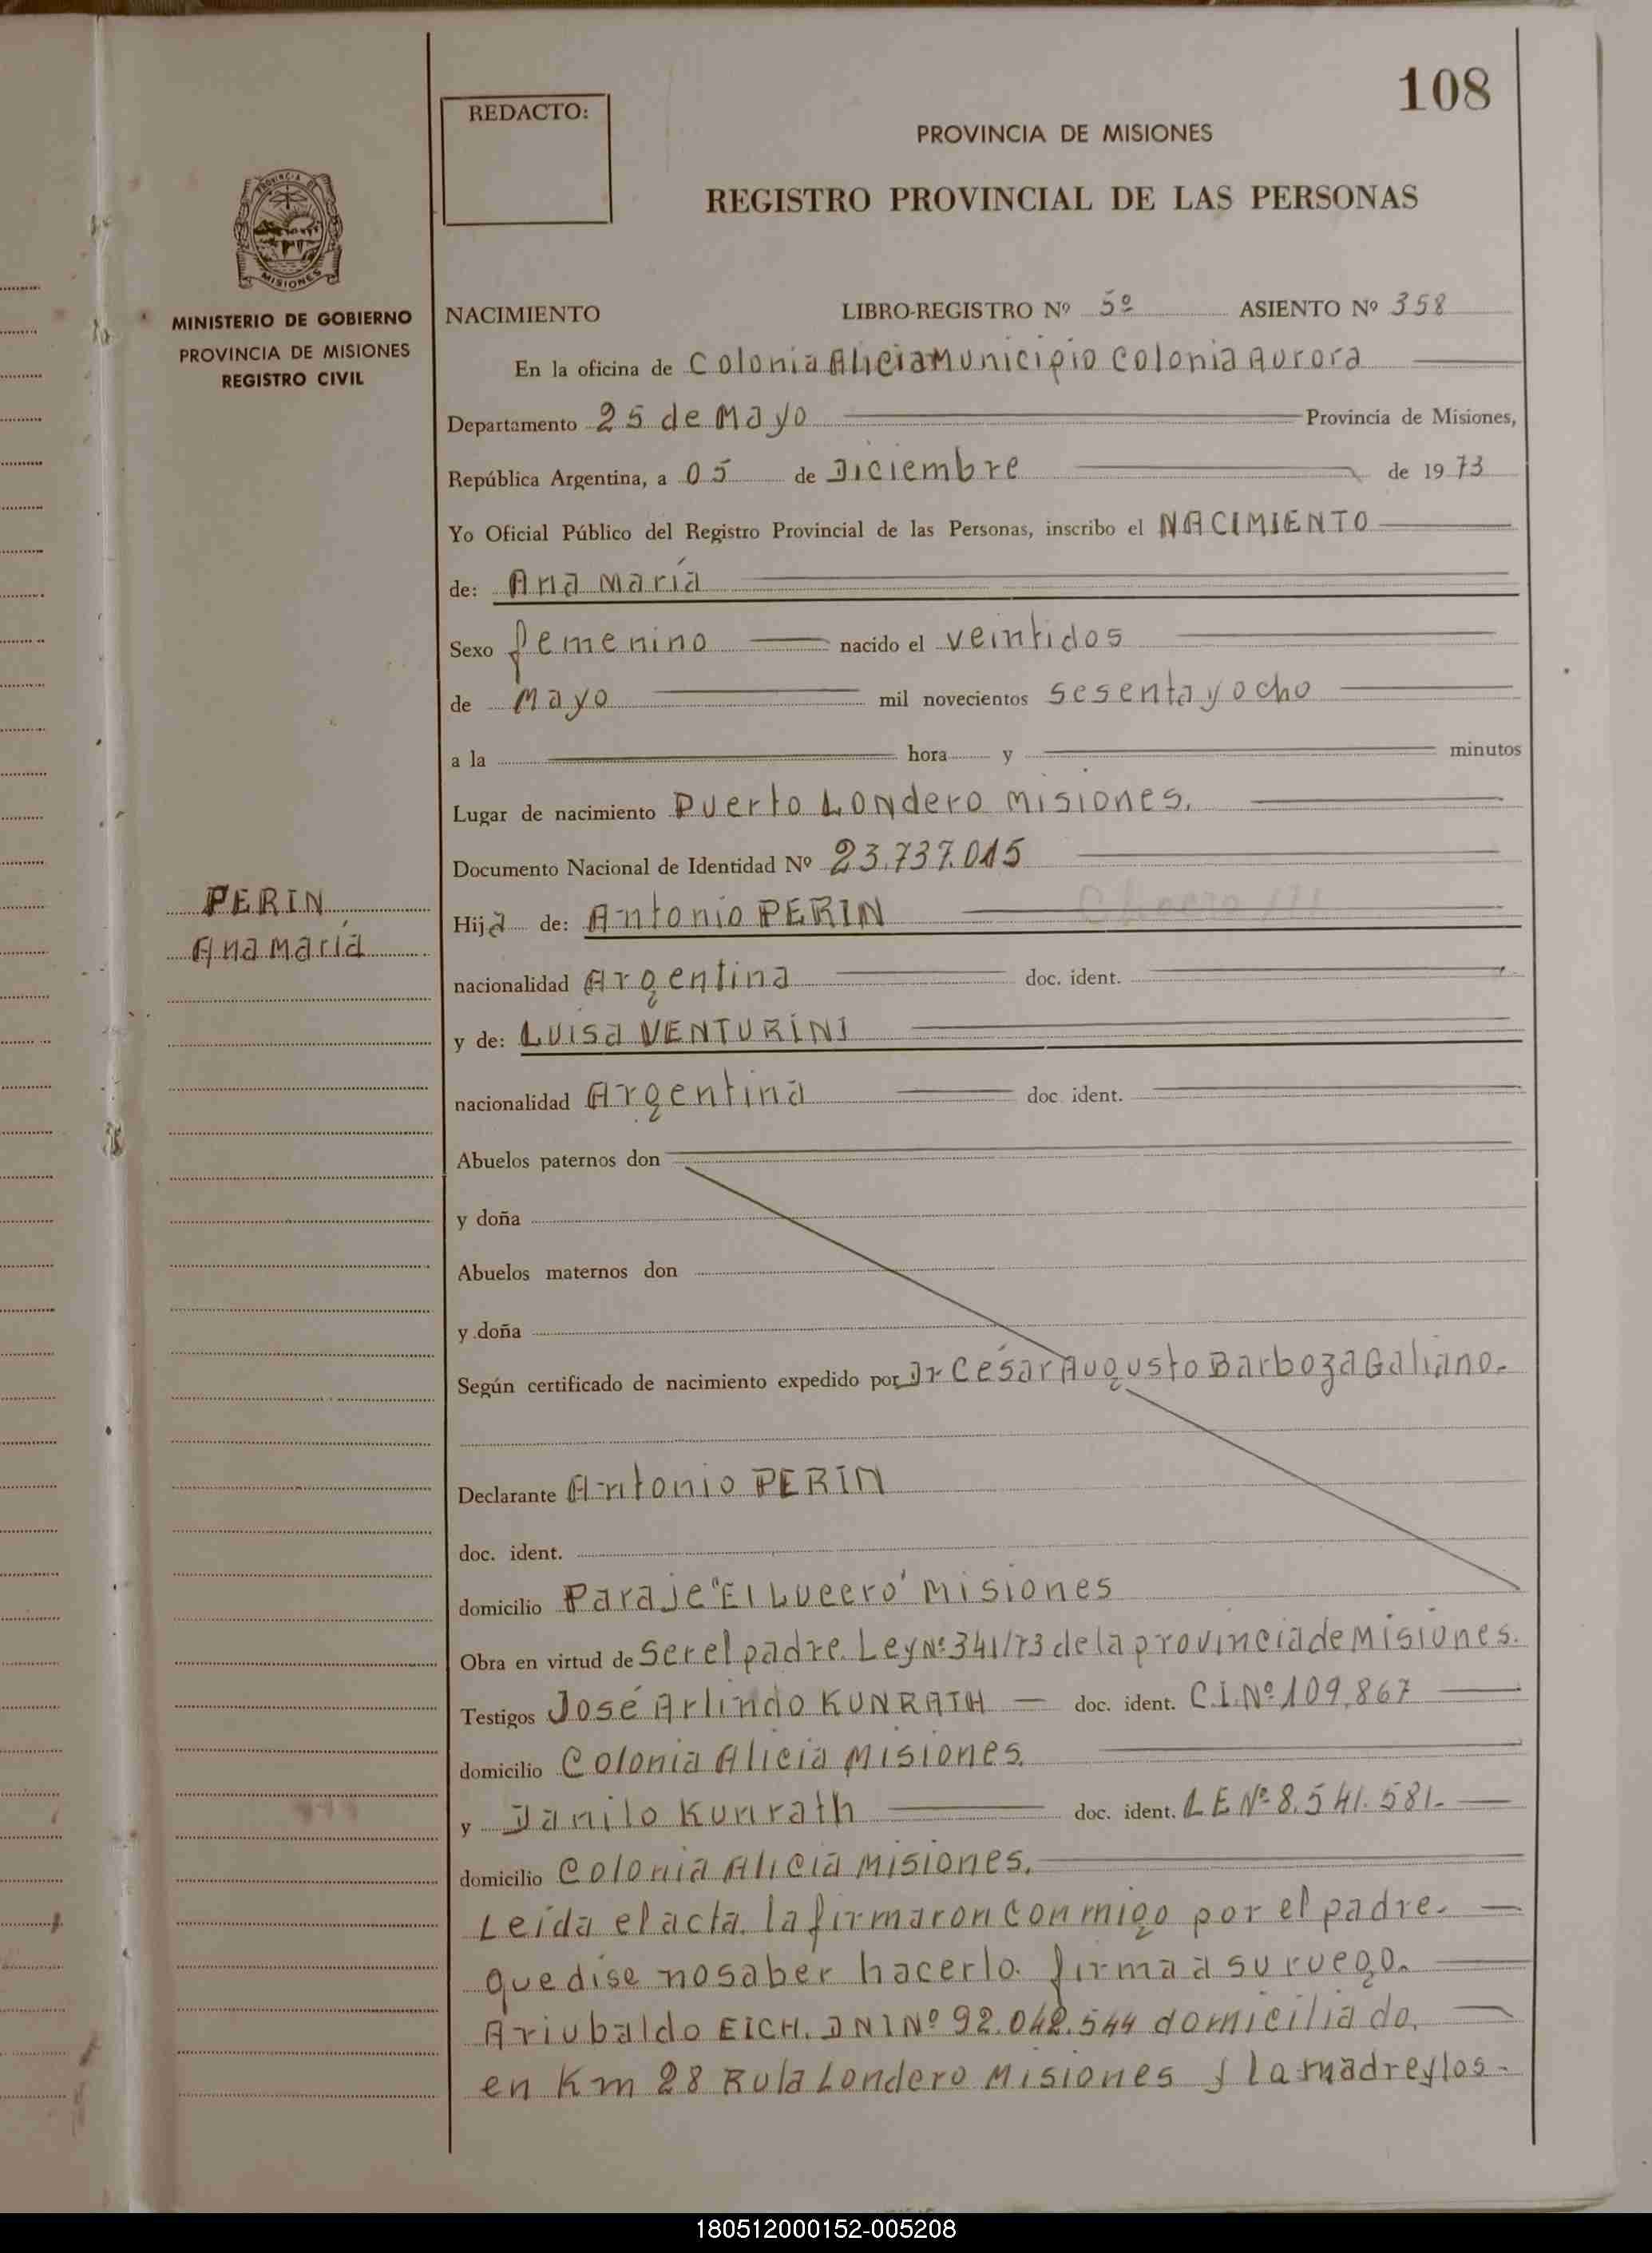 108
REDACTO:
PROVINCIA DE MISIONES
REGISTRO PROVINCIAL DE LAS PERSONAS
MISIONES
MINISTERIO DE GOBIERNO
PROVINCIA DE MISIONES
REGISTRO CIVIL
NACIMIENTO LIBRO-REGISTRO Nº 5º ASIENTO Nº 358
En la oficina de Colonia Alicia Municipio Colonia Aurora
Departamento 25 de Mayo Provincia de Misiones,
República Argentina, a 05 de Diciembre de 1973
Yo Oficial Público del Registro Provincial de las Personas, inscribo el NACIMIENTO
de: Ana María
Sexo femenino nacido el veintidos
de Mayo mil novecientos sesenta y ocho
a la hora y minutos
Lugar de nacimiento Puerto Londero Misiones.
Documento Nacional de Identidad Nº 23.737.015
PERIN
Ana María
Hija de: Antonio PERIN
nacionalidad Argentina doc. ident.
y de: Luisa VENTURINI
nacionalidad Argentina doc. ident.
Abuelos paternos don
y doña
Abuelos maternos don
y doña
Según certificado de nacimiento expedido por Dr César Augusto Barboza Galiano.
Declarante Antonio PERIN
doc. ident.
domicilio Paraje "El Lucero" Misiones
Obra en virtud de Ser el padre. Ley Nº 341/73 de la provincia de Misiones.
Testigos José Arlindo KUNRATH — doc. ident. C.I. Nº 109.867
domicilio Colonia Alicia Misiones.
y Danilo Kunrath doc. ident. LE Nº 8.541.581.
domicilio Colonia Alicia Misiones.
Leída el acta. la firmaron conmigo por el padre.
que dise no saber hacerlo. firma a su ruego.
Ariubaldo EICH. DNI Nº 92.042.544 domiciliado.
en Km 28 Ruta Londero Misiones y la madre y los-
180512000152-005208